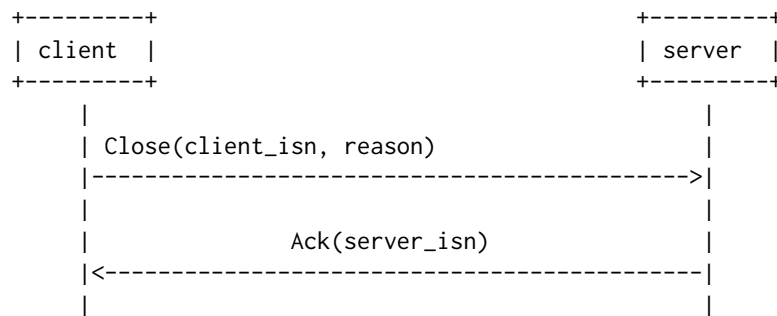 client
server
Close(client_isn, reason)
Ack(server_isn)